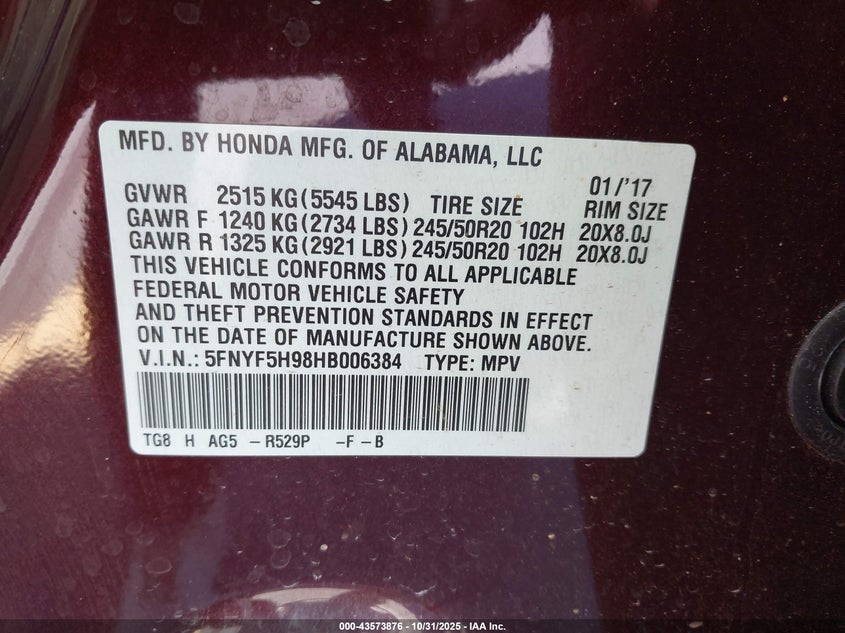 MFD. BY HONDA MFG. OF ALABAMA, LLC
01/'17
GVWR 2515 KG (5545 LBS) TIRE SIZE RIM SIZE
GAWR F 1240 KG (2734 LBS) 245/50R20 102H 20X8.0J
GAWR R 1325 KG (2921 LBS) 245/50R20 102H 20X8.0J
THIS VEHICLE CONFORMS TO ALL APPLICABLE
FEDERAL MOTOR VEHICLE SAFETY
AND THEFT PREVENTION STANDARDS IN EFFECT
ON THE DATE OF MANUFACTURE SHOWN ABOVE.
V.I.N.: 5FNYF5H98HB006384 TYPE: MPV
TG8 H AG5 -R529P -F-B
000-43573876 | 10/31/2025 - IAA Inc.